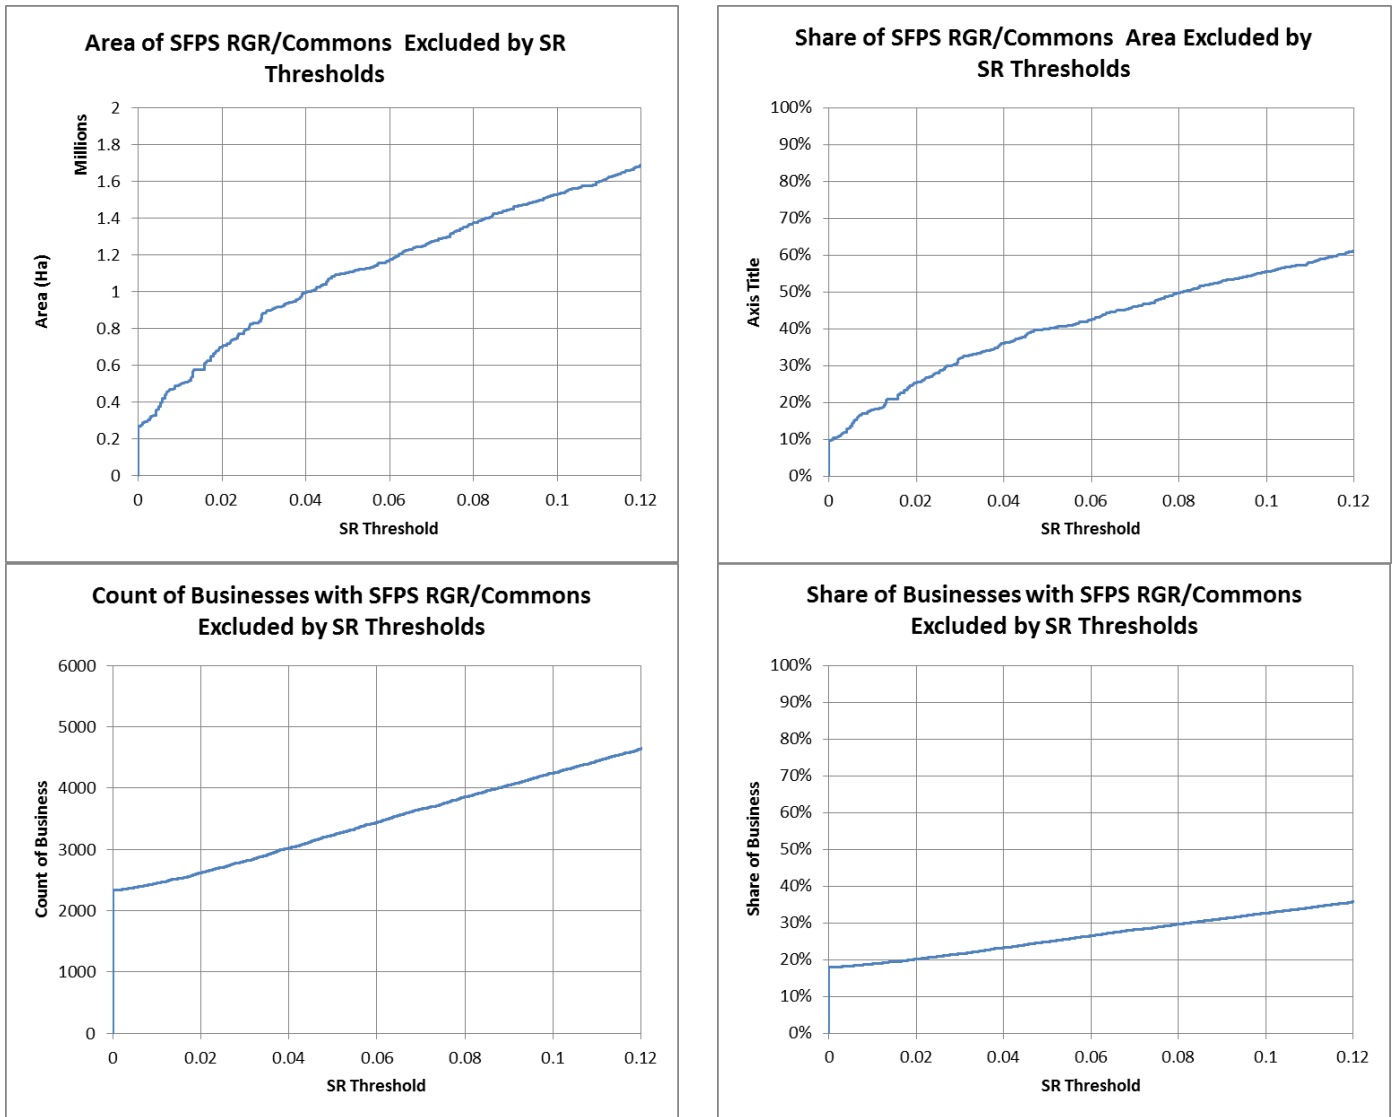 Area of SFPS RGR/Commons  Excluded by SR
Thresholds
Millions
Area (Ha)
2
1.8
1.6
1.4
1.2
1
0.8
0.6
0.4
0.2
0
0 0.02 0.04 0.06 0.08 0.1 0.12
SR Threshold
Share of SFPS RGR/Commons  Area Excluded by
SR Thresholds
Axis Title
100%
90%
80%
70%
60%
50%
40%
30%
20%
10%
0%
0 0.02 0.04 0.06 0.08 0.1 0.12
SR Threshold
Count of Businesses with SFPS RGR/Commons
Excluded by SR Thresholds
Count of Business
6000
5000
4000
3000
2000
1000
0
0 0.02 0.04 0.06 0.08 0.1 0.12
SR Threshold
Share of Businesses with SFPS RGR/Commons
Excluded by SR Thresholds
Share of Business
100%
90%
80%
70%
60%
50%
40%
30%
20%
10%
0%
0 0.02 0.04 0.06 0.08 0.1 0.12
SR Threshold